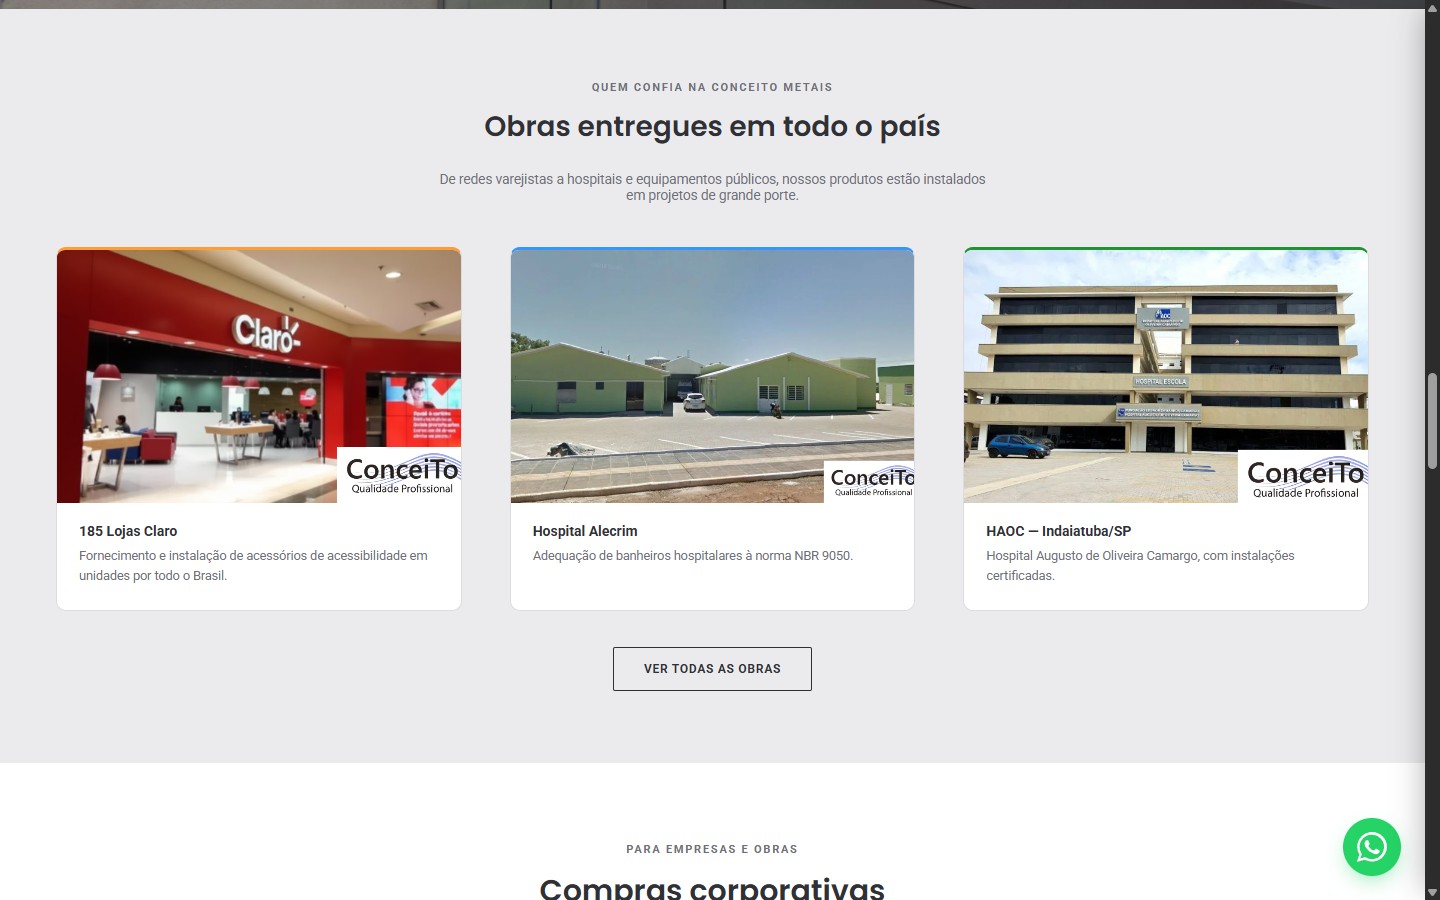 QUEM CONFIA NA CONCEITO METAIS
Obras entregues em todo o país
De redes varejistas a hospitais e equipamentos públicos, nossos produtos estão instalados
em projetos de grande porte.
Claro
ConceiTo
Qualidade Profissional
185 Lojas Claro
Fornecimento e instalação de acessórios de acessibilidade em
unidades por todo o Brasil.
ConceiTo
Qualidade Profissional
Hospital Alecrim
Adequação de banheiros hospitalares à norma NBR 9050.
HOSPITAL ESCOLA
ConceiTo
Qualidade Profissional
HAOC — Indaiatuba/SP
Hospital Augusto de Oliveira Camargo, com instalações
certificadas.
VER TODAS AS OBRAS
PARA EMPRESAS E OBRAS
Compras corporativas